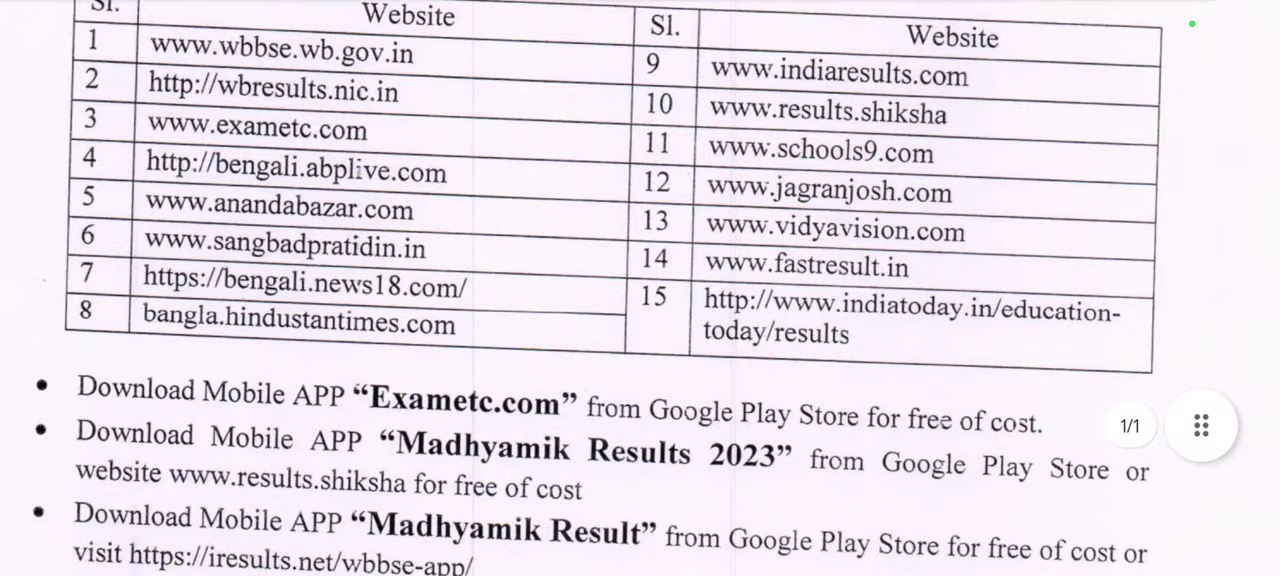 Sl. Website Sl. Website
1 www.wbbse.wb.gov.in 9 www.indiaresults.com
2 http://wbresults.nic.in 10 www.results.shiksha
3 www.exametc.com 11 www.schools9.com
4 http://bengali.abplive.com 12 www.jagranjosh.com
5 www.anandabazar.com 13 www.vidyavision.com
6 www.sangbadpratidin.in 14 www.fastresult.in
7 https://bengali.news18.com/ 15 http://www.indiatoday.in/education-
8 bangla.hindustantimes.com today/results
• Download Mobile APP “Exametc.com” from Google Play Store for free of cost.
1/1
• Download Mobile APP “Madhyamik Results 2023” from Google Play Store or
website www.results.shiksha for free of cost
• Download Mobile APP “Madhyamik Result” from Google Play Store for free of cost or
visit https://iresults.net/wbbse-app/